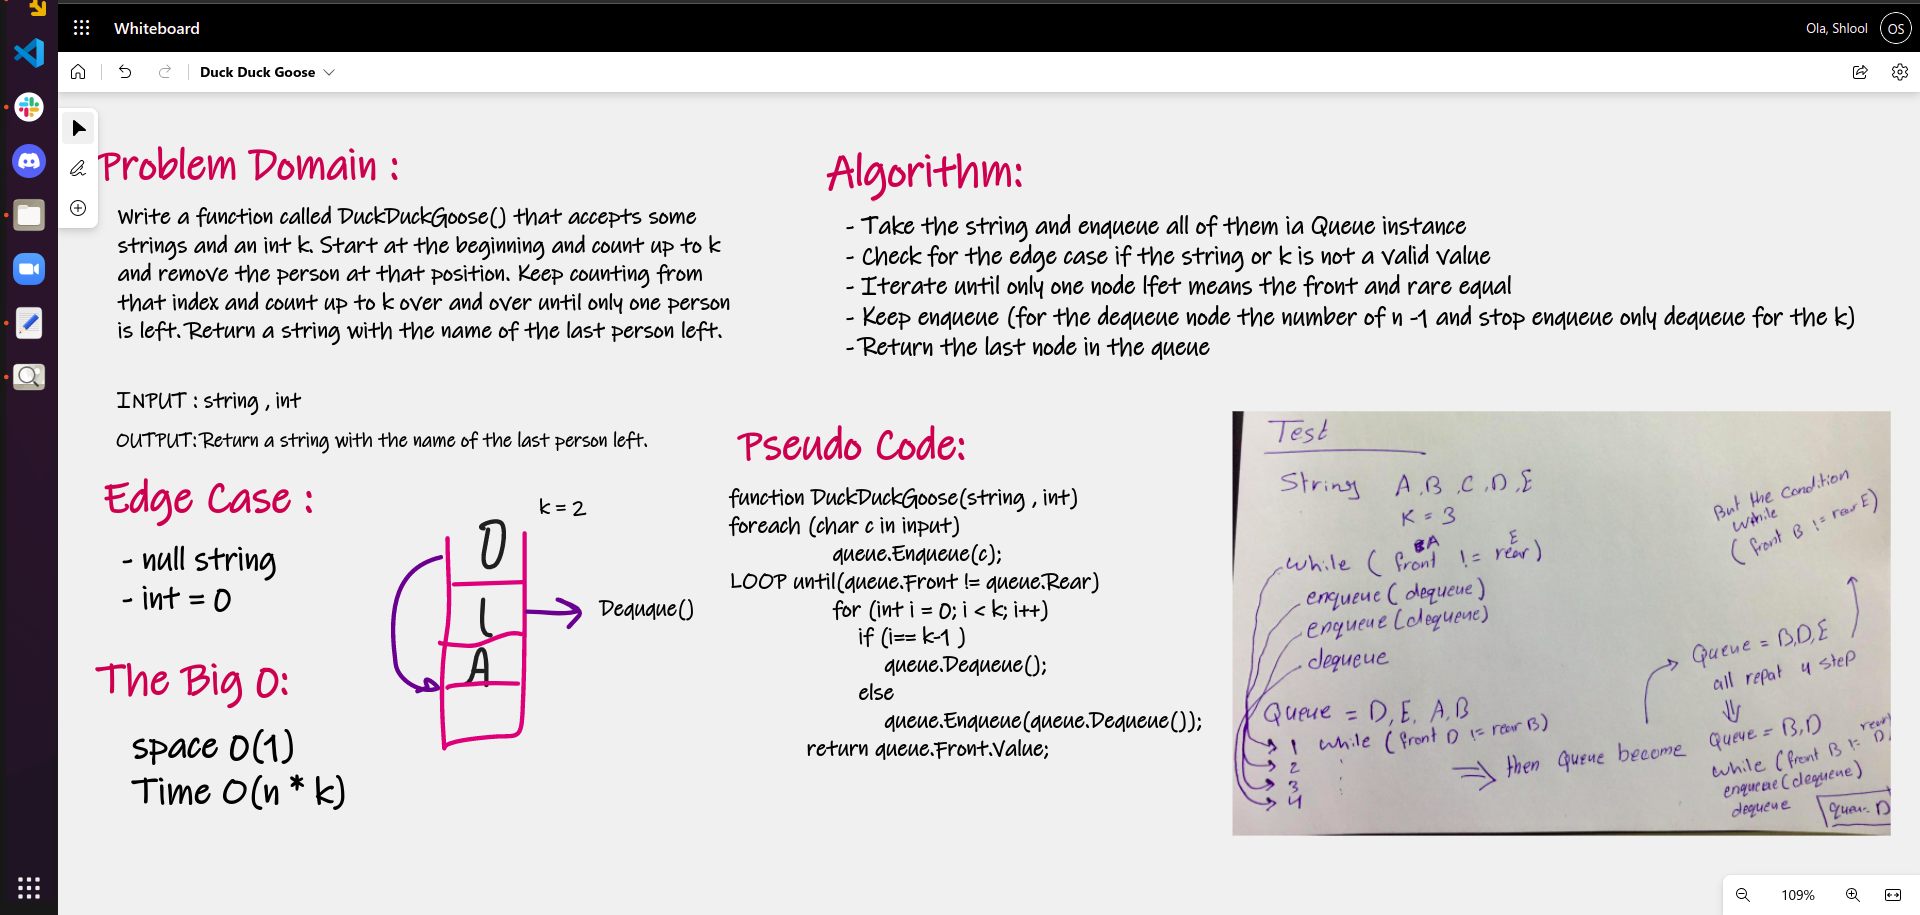 Whiteboard
Ola, Shlool
OS
Duck Duck Goose
Problem Domain :
Write a function called DuckDuckGoose() that accepts some
strings and an int k. Start at the beginning and count up to k
and remove the person at that position. Keep counting from
that index and count up to k over and over until only one person
is left. Return a string with the name of the last person left.
INPUT : string , int
OUTPUT: Return a string with the name of the last person left.
Edge Case :
- null string
- int = 0
The Big O:
space O(1)
Time O(n * k)
k = 2
O
L
A
Deququе()
Algorithm:
- Take the string and enqueue all of them ia Queue instance
- Check for the edge case if the string or k is not a valid value
- Iterate until only one node lfet means the front and rare equal
- Keep enqueue (for the dequeue node the number of n -1 and stop enqueue only dequeue for the k)
- Return the last node in the queue
Pseudo Code:
function DuckDuckGoose(string , int)
foreach (char c in input)
queue.Enqueue(c);
LOOP until(queue.Front != queue.Rear)
for (int i = 0; i < k; i++)
if (i== k-1 )
queue.Dequeue();
else
queue.Enqueue(queue.Dequeue());
return queue.Front.Value;
Test
String A ,B ,C ,D ,E
K = 3
BA E
while ( front != rear )
enqueue( dequeue)
enqueue(dequeue)
dequeue
Queue = D, E, A, B
1 while ( front D != rear B)
2
3
4
then Queue become
Queue = B,D,E
all repat 4 step
But the condition
while
( front B != rear E)
Queue = B, D
while ( front B != rear D
enqueue(dequeue)
dequeue
Queu- D
109%